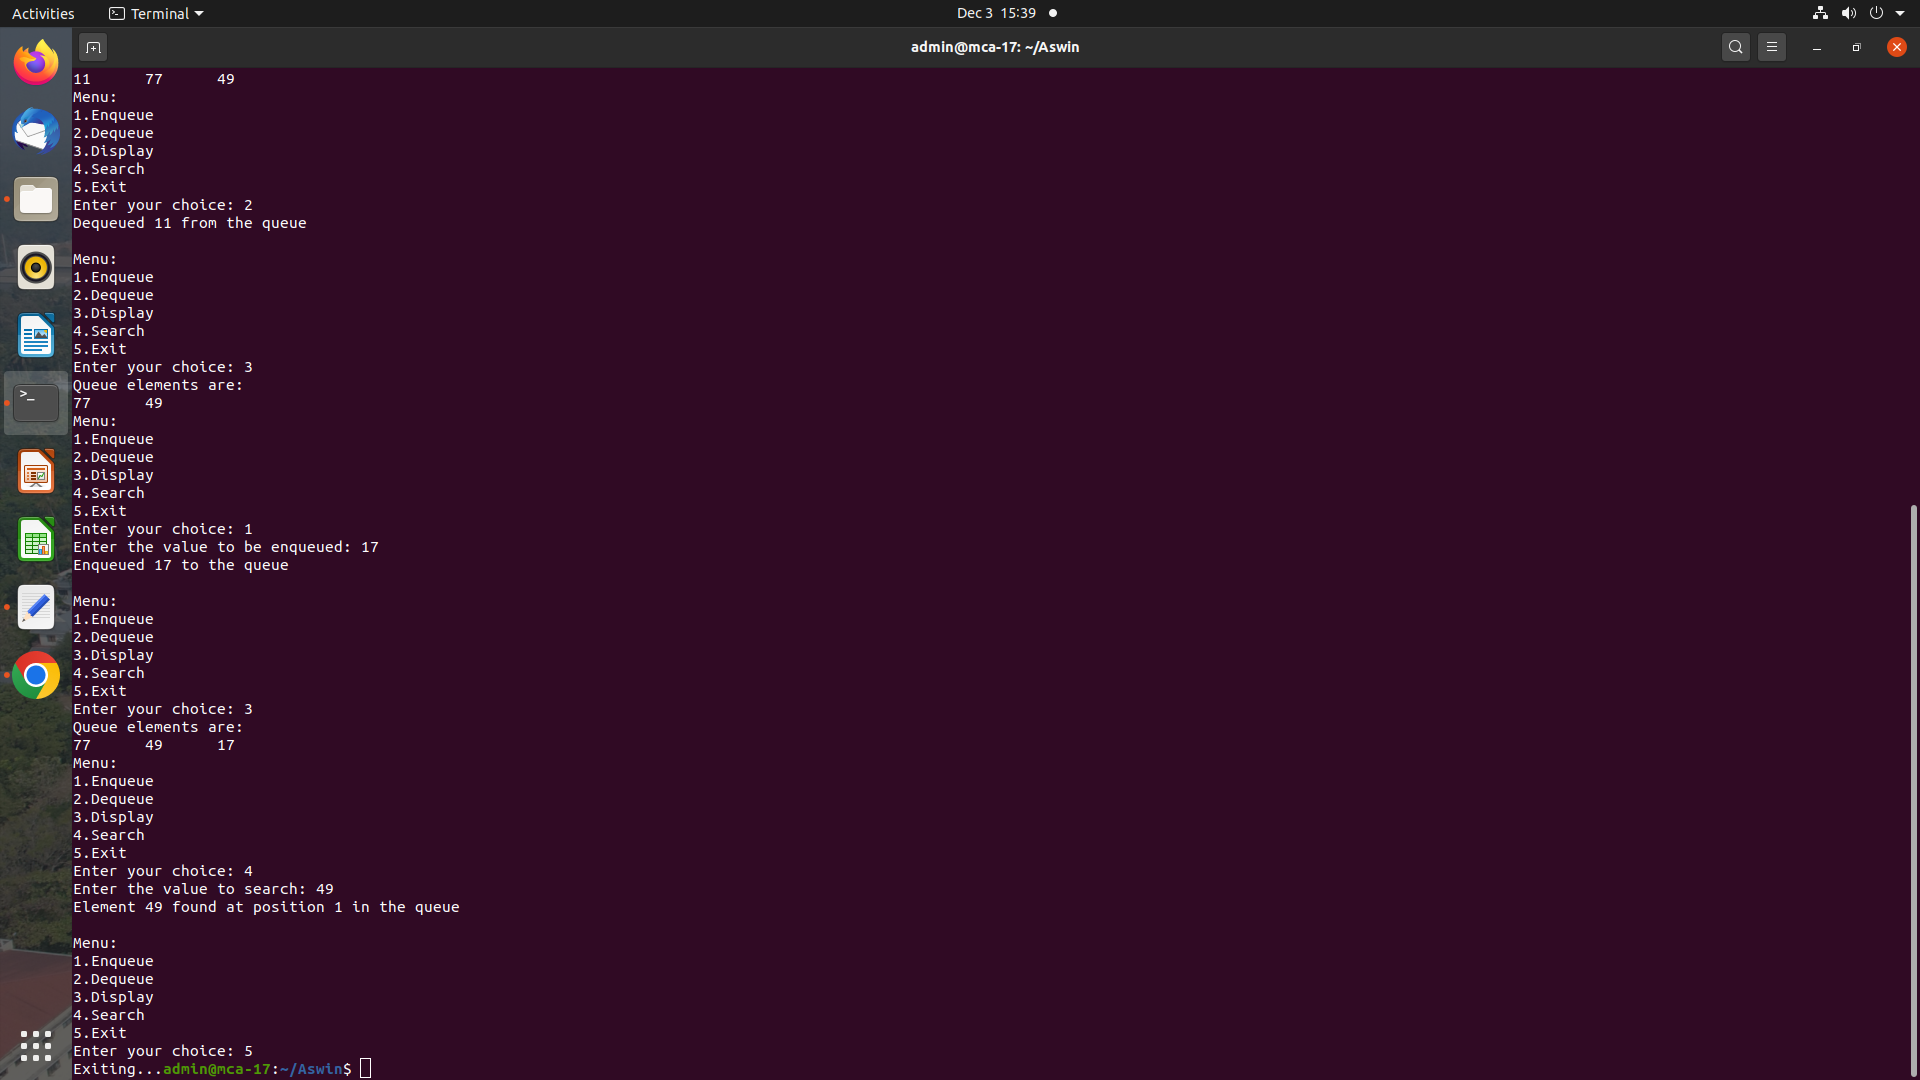 Activities Terminal Dec 3 15:39
admin@mca-17: ~/Aswin
11 77 49
Menu:
1.Enqueue
2.Dequeue
3.Display
4.Search
5.Exit
Enter your choice: 2
Dequeued 11 from the queue
Menu:
1.Enqueue
2.Dequeue
3.Display
4.Search
5.Exit
Enter your choice: 3
Queue elements are:
77 49
Menu:
1.Enqueue
2.Dequeue
3.Display
4.Search
5.Exit
Enter your choice: 1
Enter the value to be enqueued: 17
Enqueued 17 to the queue
Menu:
1.Enqueue
2.Dequeue
3.Display
4.Search
5.Exit
Enter your choice: 3
Queue elements are:
77 49 17
Menu:
1.Enqueue
2.Dequeue
3.Display
4.Search
5.Exit
Enter your choice: 4
Enter the value to search: 49
Element 49 found at position 1 in the queue
Menu:
1.Enqueue
2.Dequeue
3.Display
4.Search
5.Exit
Enter your choice: 5
Exiting...admin@mca-17:~/Aswin$